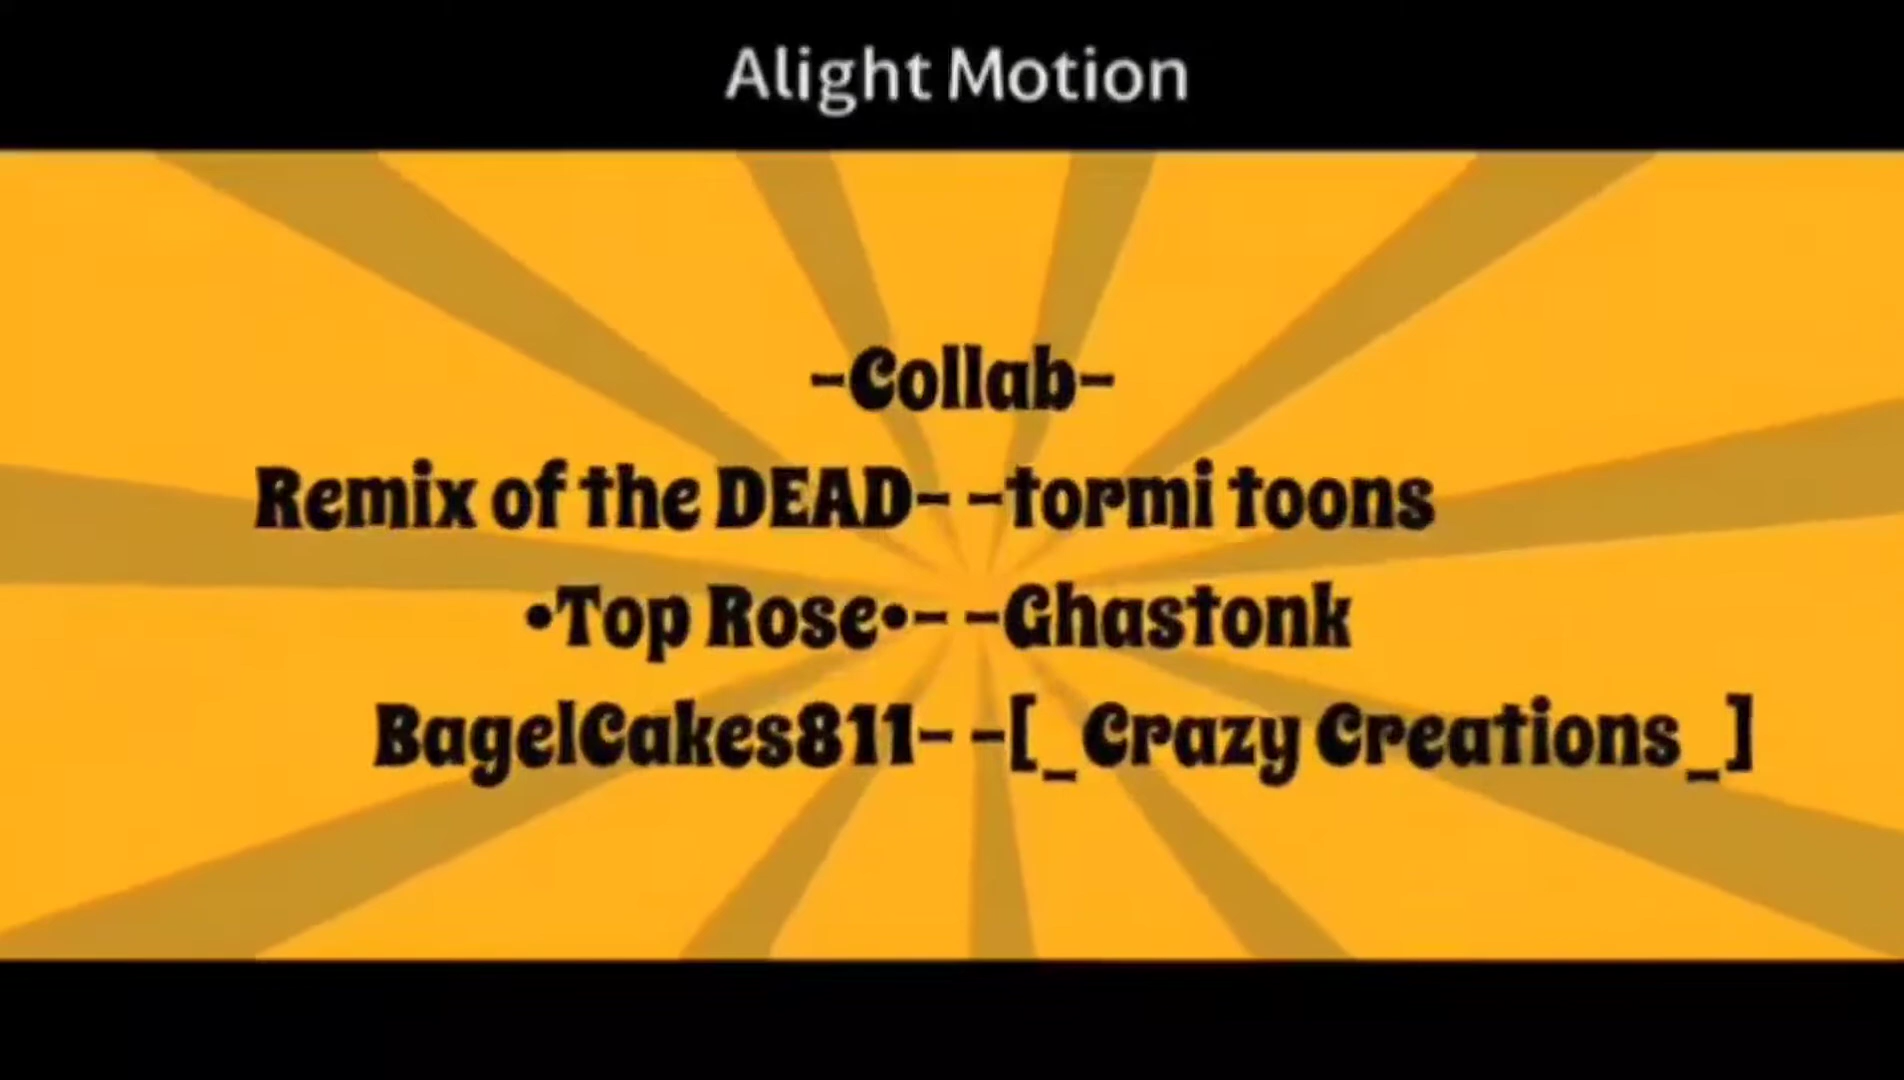 Alight Motion
-Collab-
Remix of the DEAD- -tormi toons
•Top Rose•- -Ghastonk
BagelCakes811- -[_Crazy Creations_]